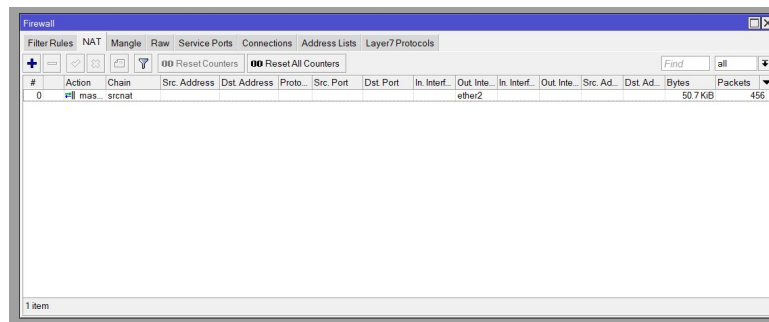 Firewall
Filter Rules NAT Mangle Raw Service Ports Connections Address Lists Layer7 Protocols
00 Reset Counters 00 Reset All Counters Find all
# Action Chain Src. Address Dst. Address Proto... Src. Port Dst. Port In. Interf... Out. Inte... In. Interf... Out. Inte... Src. Ad... Dst. Ad... Bytes Packets
0 mas... srcnat ether2 50.7 KiB 456
1 item